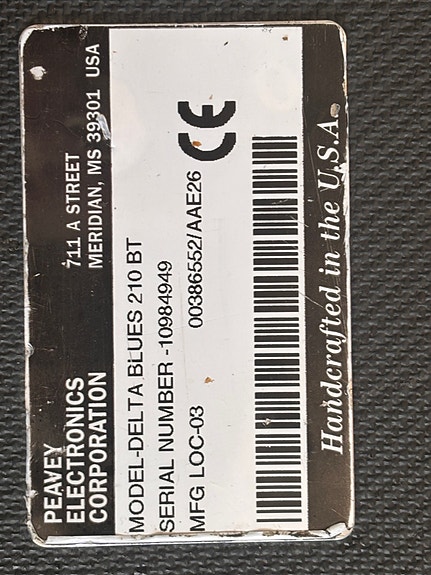 PEAVEY
ELECTRONICS
CORPORATION
711 A STREET
MERIDIAN, MS 39301 USA
MODEL-DELTA BLUES 210 BT
SERIAL NUMBER -10984949
MFG LOC-03 00386552/AAE26
CE
Handcrafted in the U.S.A.